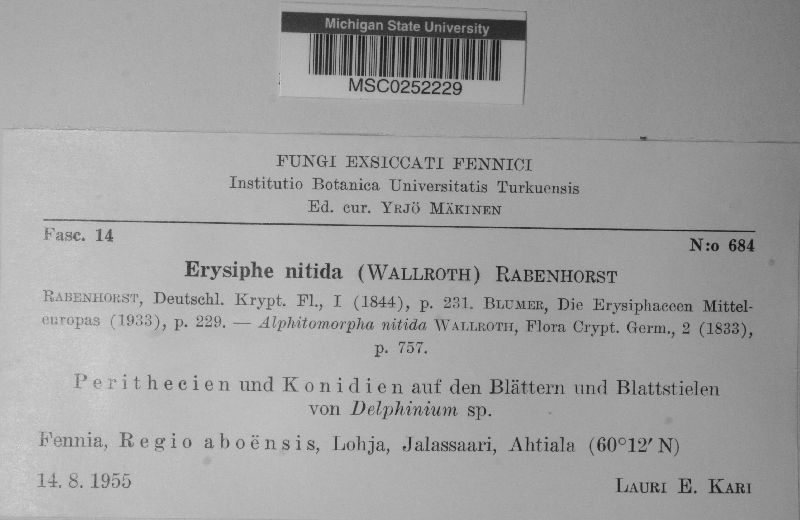 Michigan State University
MSC0252229
FUNGI EXSICCATI FENNICI
Institutio Botanica Universitatis Turkuensis
Ed. cur. YRJÖ MÄKINEN
Fasc. 14
N:o 684
Erysiphe nitida (WALLROTH) RABENHORST
RABENHORST, Deutschl. Krypt. Fl., I (1844), p. 231. BLUMER, Die Erysiphaceen Mittel-
europas (1933), p. 229. — Alphitomorpha nitida WALLROTH, Flora Crypt. Germ., 2 (1833),
p. 757.
Perithecien und Konidien auf den Blättern und Blattstielen
von Delphinium sp.
Fennia, Regio aboënsis, Lohja, Jalassaari, Ahtiala (60°12′ N)
14. 8. 1955
LAURI E. KARI